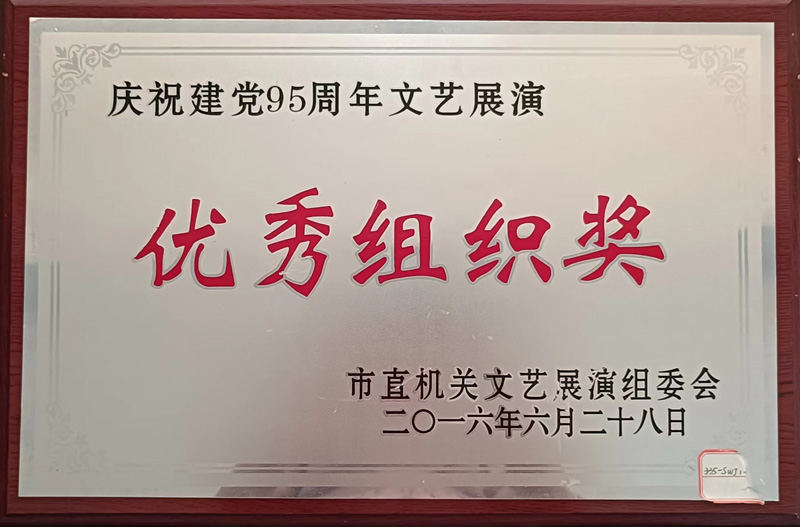 庆祝建党95周年文艺展演
优秀组织奖
市直机关文艺展演组委会
二〇一六年六月二十八日